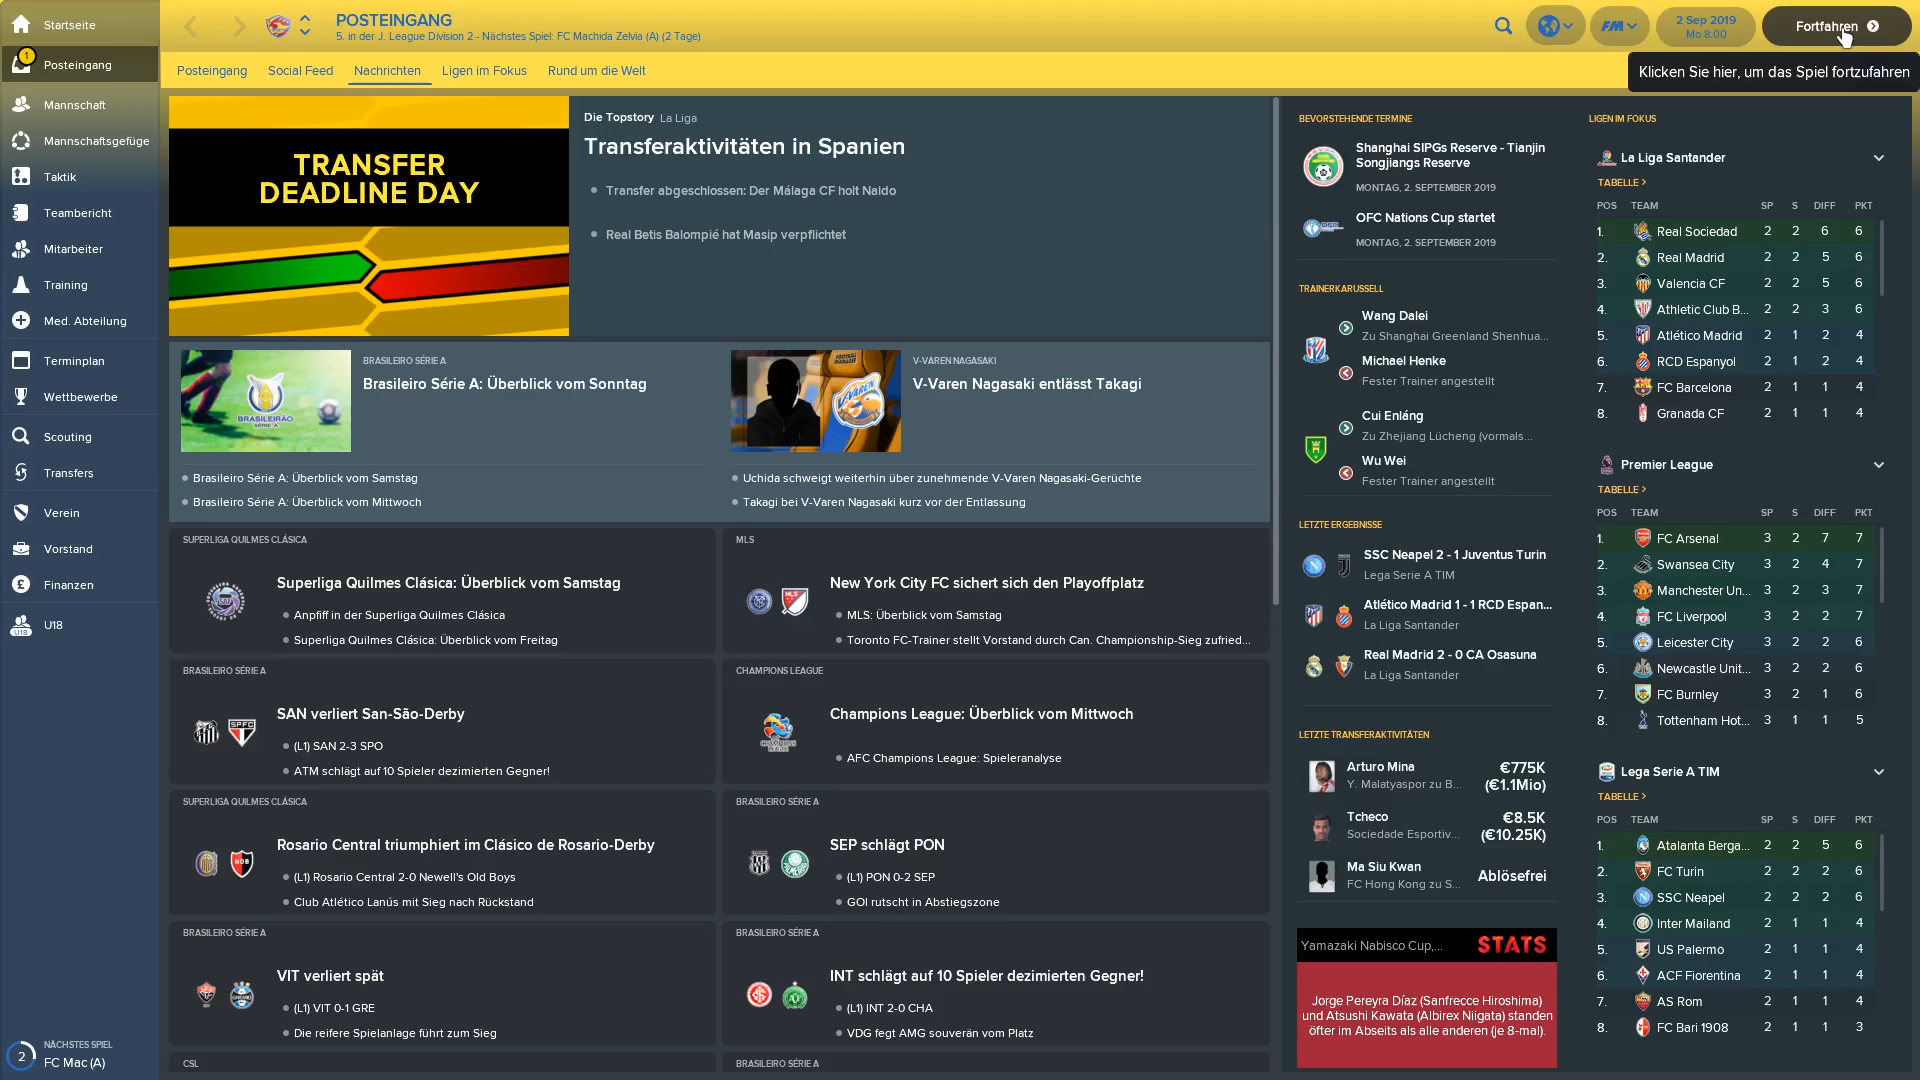 Startseite
1
Posteingang
Mannschaft
Mannschaftsgefüge
Taktik
Teambericht
Mitarbeiter
Training
Med. Abteilung
Terminplan
Wettbewerbe
Scouting
Transfers
Verein
Vorstand
Finanzen
U18
U18
NÄCHSTES SPIEL
2
FC Mac (A)
POSTEINGANG
5. in der J. League Division 2 - Nächstes Spiel: FC Machida Zelvia (A) (2 Tage)
FM
2 Sep 2019
Mo 8:00
Fortfahren
Klicken Sie hier, um das Spiel fortzufahren
Posteingang
Social Feed
Nachrichten
Ligen im Fokus
Rund um die Welt
TRANSFER
DEADLINE DAY
Die Topstory La Liga
Transferaktivitäten in Spanien
Transfer abgeschlossen: Der Málaga CF holt Naldo
Real Betis Balompié hat Masip verpflichtet
BRASILEIRÃO
SÉRIE A
BRASILEIRO SÉRIE A
Brasileiro Série A: Überblick vom Sonntag
Brasileiro Série A: Überblick vom Samstag
Brasileiro Série A: Überblick vom Mittwoch
V-VAREN NAGASAKI
V-Varen Nagasaki entlässt Takagi
Uchida schweigt weiterhin über zunehmende V-Varen Nagasaki-Gerüchte
Takagi bei V-Varen Nagasaki kurz vor der Entlassung
SUPERLIGA QUILMES CLÁSICA
Superliga Quilmes Clásica: Überblick vom Samstag
Anpfiff in der Superliga Quilmes Clásica
Superliga Quilmes Clásica: Überblick vom Freitag
MLS
New York City FC sichert sich den Playoffplatz
MLS: Überblick vom Samstag
Toronto FC-Trainer stellt Vorstand durch Can. Championship-Sieg zufried...
BRASILEIRO SÉRIE A
SAN verliert San-São-Derby
(L1) SAN 2-3 SPO
ATM schlägt auf 10 Spieler dezimierten Gegner!
CHAMPIONS LEAGUE
Champions League: Überblick vom Mittwoch
AFC Champions League: Spieleranalyse
SUPERLIGA QUILMES CLÁSICA
Rosario Central triumphiert im Clásico de Rosario-Derby
(L1) Rosario Central 2-0 Newell's Old Boys
Club Atlético Lanús mit Sieg nach Rückstand
BRASILEIRO SÉRIE A
SEP schlägt PON
(L1) PON 0-2 SEP
GOI rutscht in Abstiegszone
BRASILEIRO SÉRIE A
VIT verliert spät
(L1) VIT 0-1 GRE
Die reifere Spielanlage führt zum Sieg
BRASILEIRO SÉRIE A
INT schlägt auf 10 Spieler dezimierten Gegner!
(L1) INT 2-0 CHA
VDG fegt AMG souverän vom Platz
CSL
BRASILEIRO SÉRIE A
BEVORSTEHENDE TERMINE
Shanghai SIPGs Reserve - Tianjin
Songjiangs Reserve
MONTAG, 2. SEPTEMBER 2019
OFC Nations Cup startet
MONTAG, 2. SEPTEMBER 2019
TRAINERKARUSSELL
Wang Dalei
Zu Shanghai Greenland Shenhua...
Michael Henke
Fester Trainer angestellt
Cui Enláng
Zu Zhejiang Lücheng (vormals...
Wu Wei
Fester Trainer angestellt
LETZTE ERGEBNISSE
SSC Neapel 2 - 1 Juventus Turin
Lega Serie A TIM
Atlético Madrid 1 - 1 RCD Espan...
La Liga Santander
Real Madrid 2 - 0 CA Osasuna
La Liga Santander
LETZTE TRANSFERAKTIVITÄTEN
Arturo Mina
Y. Malatyaspor zu B...
€775K
(€1.1Mio)
Tcheco
Sociedade Esportiv...
€8.5K
(€10.25K)
Ma Siu Kwan
FC Hong Kong zu S...
Ablösefrei
Yamazaki Nabisco Cup,... STATS
Jorge Pereyra Díaz (Sanfrecce Hiroshima)
und Atsushi Kawata (Albirex Niigata) standen
öfter im Abseits als alle anderen (je 8-mal).
LIGEN IM FOKUS
La Liga Santander
TABELLE >
POS TEAM SP S DIFF PKT
1. Real Sociedad 2 2 6 6
2. Real Madrid 2 2 5 6
3. Valencia CF 2 2 5 6
4. Athletic Club B... 2 2 3 6
5. Atlético Madrid 2 1 2 4
6. RCD Espanyol 2 1 2 4
7. FC Barcelona 2 1 1 4
8. Granada CF 2 1 1 4
Premier League
TABELLE >
POS TEAM SP S DIFF PKT
1. FC Arsenal 3 2 7 7
2. Swansea City 3 2 4 7
3. Manchester Un... 3 2 3 7
4. FC Liverpool 3 2 2 7
5. Leicester City 3 2 2 6
6. Newcastle Unit... 3 2 2 6
7. FC Burnley 3 2 1 6
8. Tottenham Hot... 3 1 1 5
Lega Serie A TIM
TABELLE >
POS TEAM SP S DIFF PKT
1. Atalanta Berga... 2 2 5 6
2. FC Turin 2 2 2 6
3. SSC Neapel 2 2 2 6
4. Inter Mailand 2 1 1 4
5. US Palermo 2 1 1 4
6. ACF Fiorentina 2 1 1 4
7. AS Rom 2 1 1 4
8. FC Bari 1908 2 1 1 3